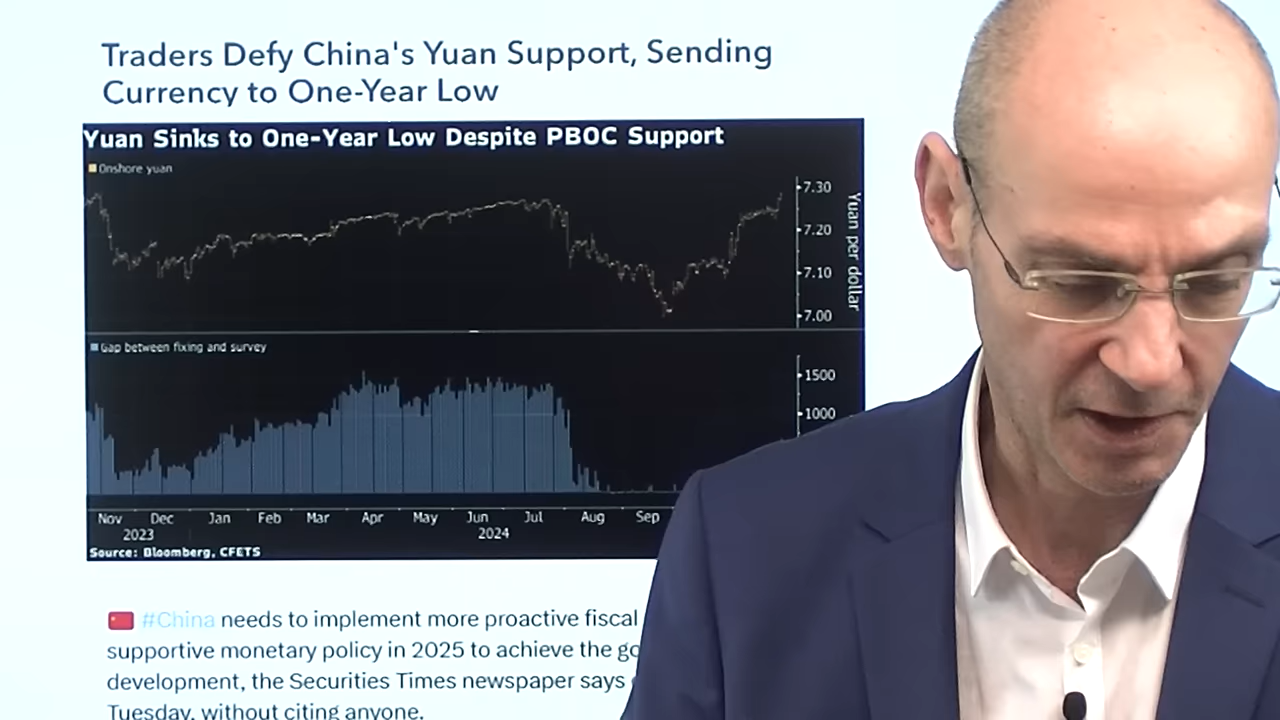 Traders Defy China's Yuan Support, Sending
Currency to One-Year Low
Yuan Sinks to One-Year Low Despite PBOC Support
Onshore yuan
7.30
7.20
7.10
7.00
Yuan per dollar
Gap between fixing and survey
1500
1000
Nov Dec Jan Feb Mar Apr May Jun Jul Aug Sep
2023 2024
Source: Bloomberg, CFETS
#China needs to implement more proactive fiscal
supportive monetary policy in 2025 to achieve the
development, the Securities Times newspaper says
Tuesday, without citing anyone.